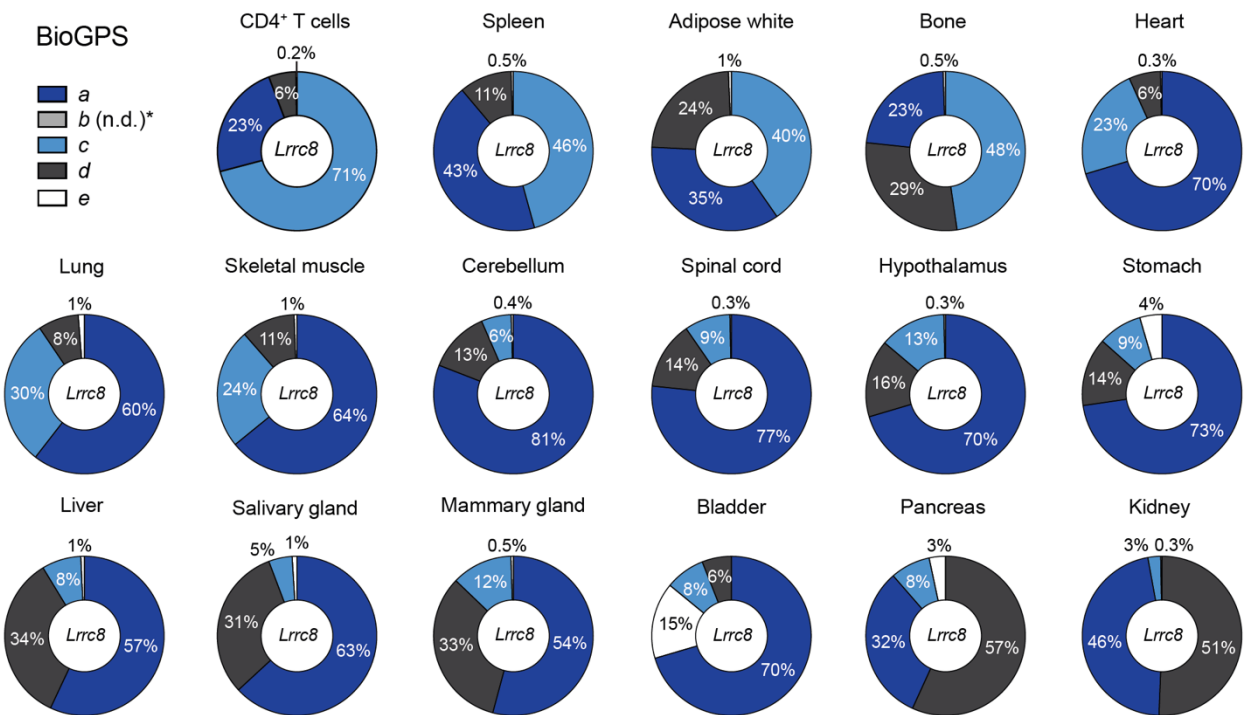 BioGPS
a
b (n.d.)*
c
d
e
CD4⁺ T cells
0.2%
6%
23%
71%
Lrrc8
Spleen
0.5%
11%
43%
46%
Lrrc8
Adipose white
1%
24%
40%
35%
Lrrc8
Bone
0.5%
23%
48%
29%
Lrrc8
Heart
0.3%
6%
23%
70%
Lrrc8
Lung
1%
8%
30%
60%
Lrrc8
Skeletal muscle
1%
11%
24%
64%
Lrrc8
Cerebellum
0.4%
6%
13%
81%
Lrrc8
Spinal cord
0.3%
9%
14%
77%
Lrrc8
Hypothalamus
0.3%
13%
16%
70%
Lrrc8
Stomach
4%
9%
14%
73%
Lrrc8
Liver
1%
8%
34%
57%
Lrrc8
Salivary gland
5%
1%
31%
63%
Lrrc8
Mammary gland
0.5%
12%
33%
54%
Lrrc8
Bladder
6%
8%
15%
70%
Lrrc8
Pancreas
3%
8%
32%
57%
Lrrc8
Kidney
3%
0.3%
46%
51%
Lrrc8